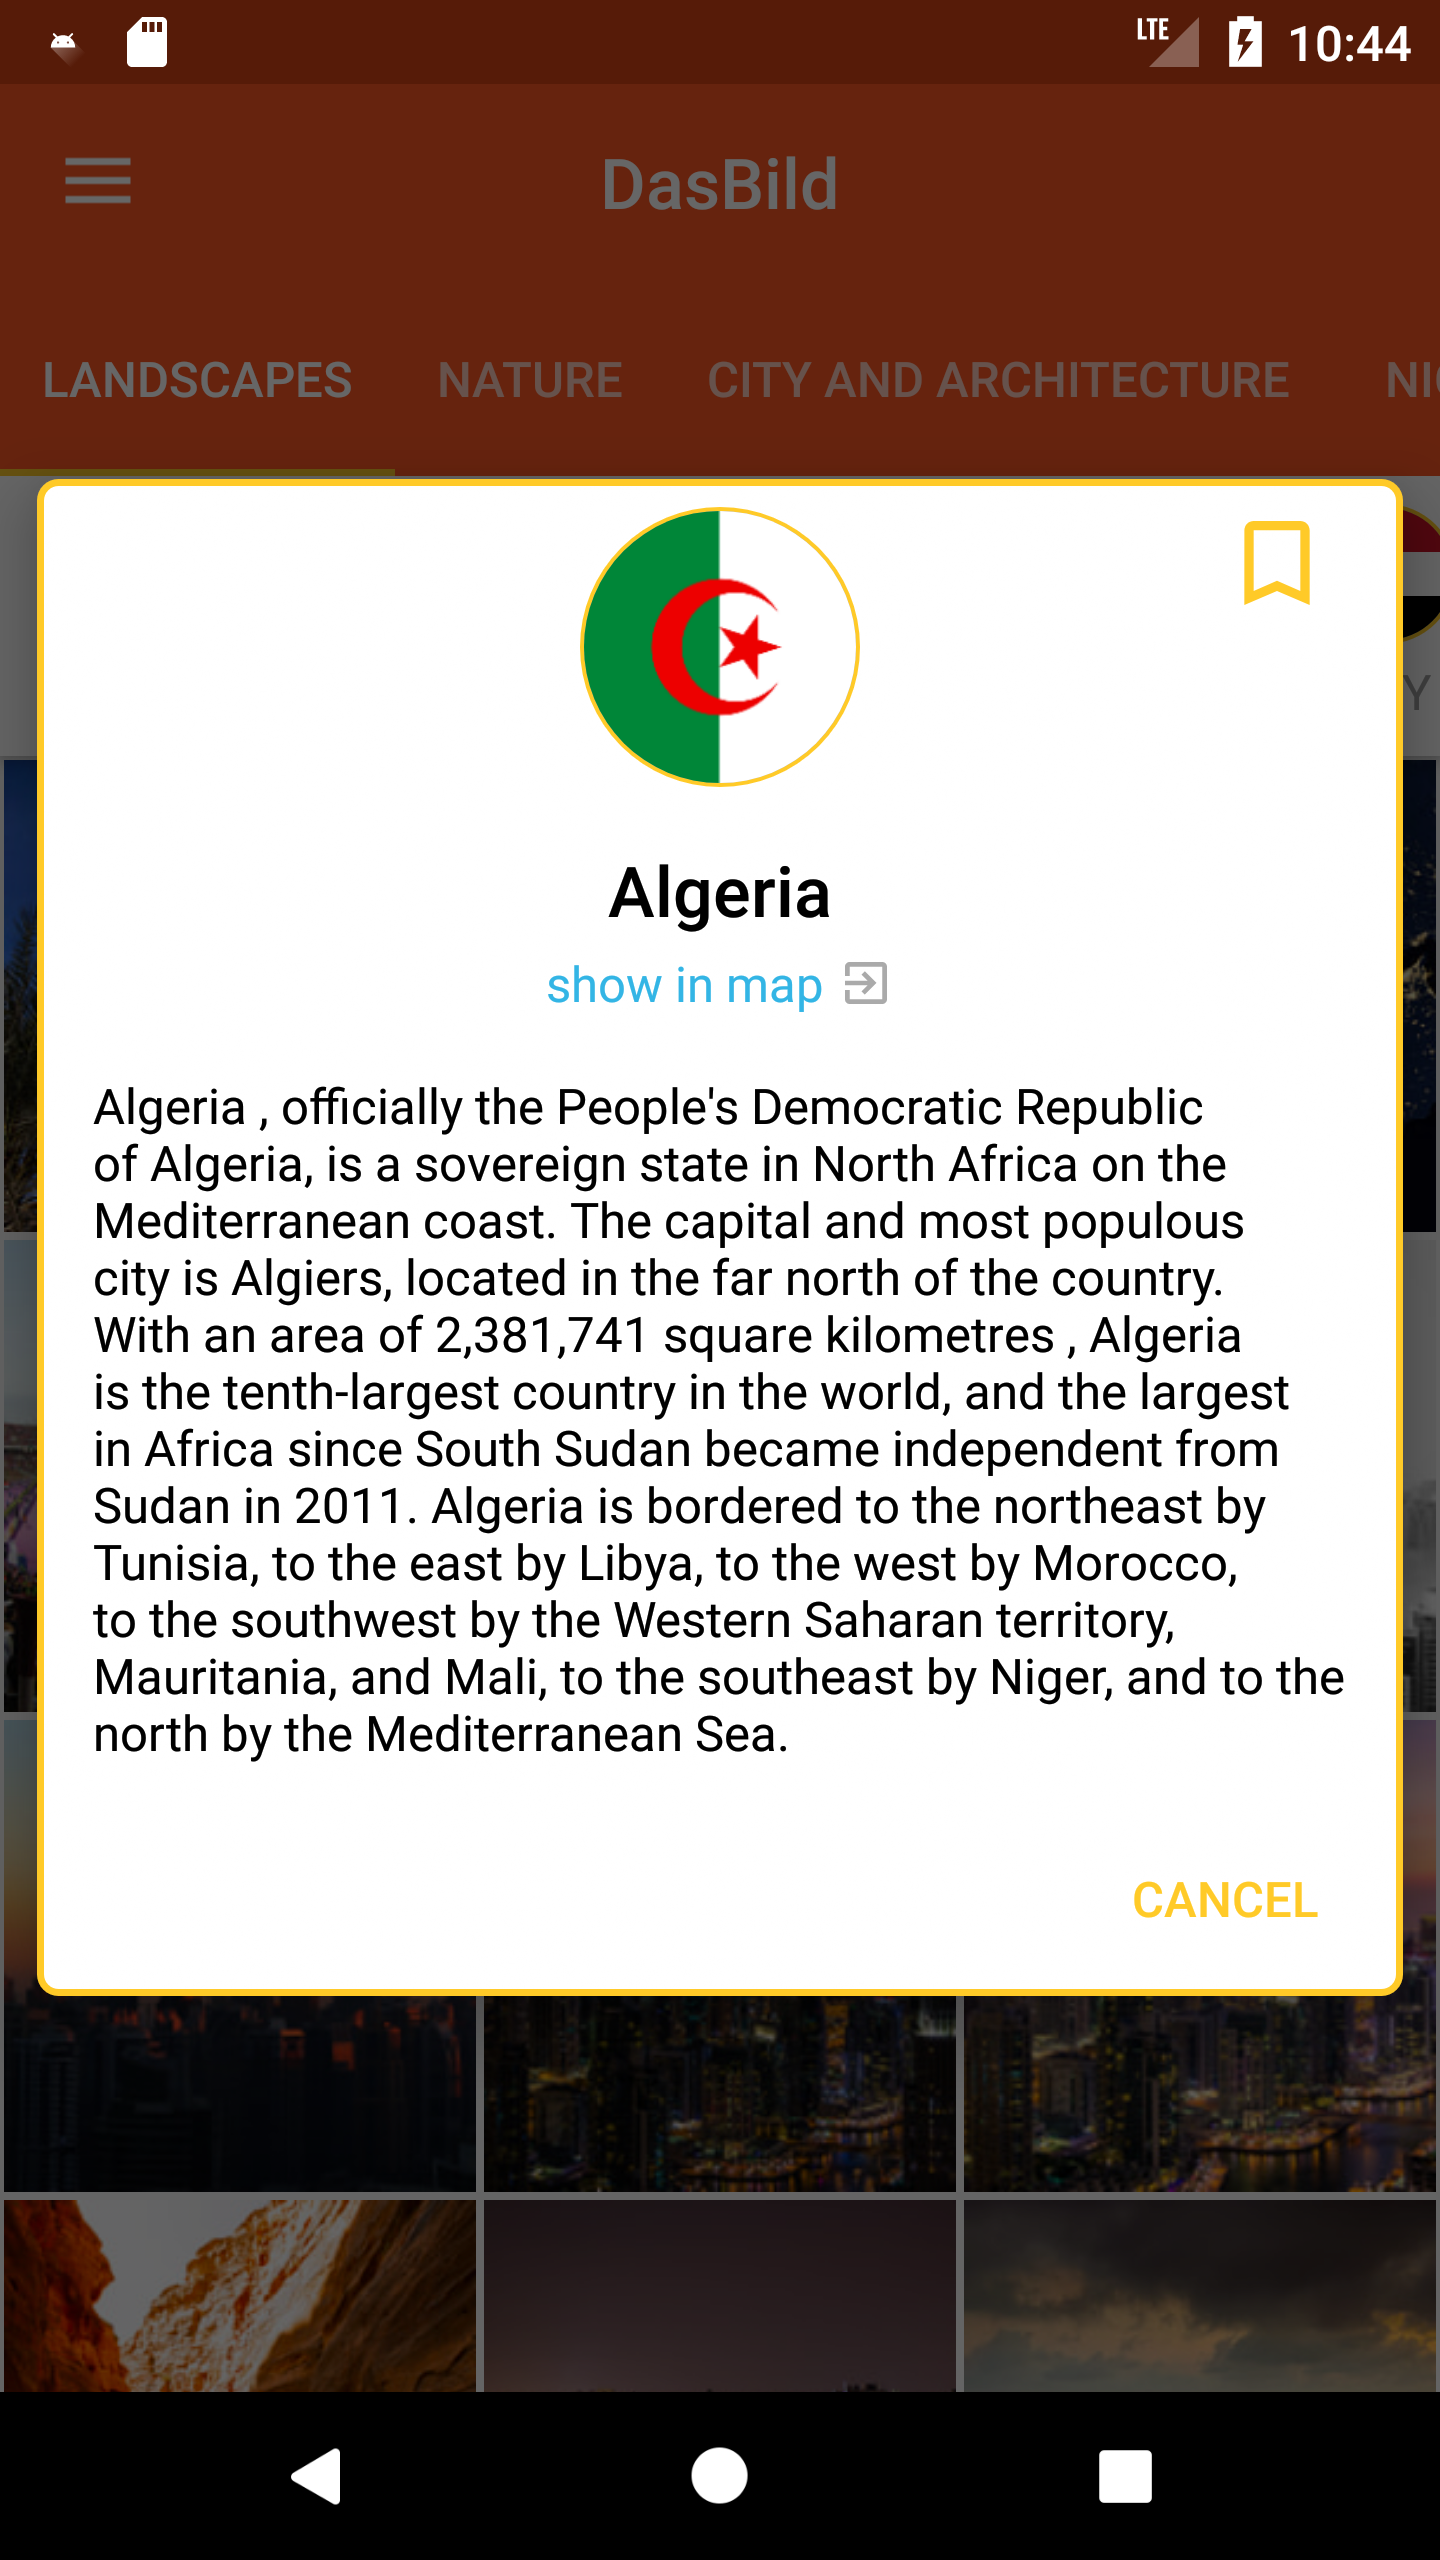 LTE 10:44
DasBild
LANDSCAPES NATURE CITY AND ARCHITECTURE
Algeria
show in map
Algeria , officially the People's Democratic Republic
of Algeria, is a sovereign state in North Africa on the
Mediterranean coast. The capital and most populous
city is Algiers, located in the far north of the country.
With an area of 2,381,741 square kilometres , Algeria
is the tenth-largest country in the world, and the largest
in Africa since South Sudan became independent from
Sudan in 2011. Algeria is bordered to the northeast by
Tunisia, to the east by Libya, to the west by Morocco,
to the southwest by the Western Saharan territory,
Mauritania, and Mali, to the southeast by Niger, and to the
north by the Mediterranean Sea.
CANCEL